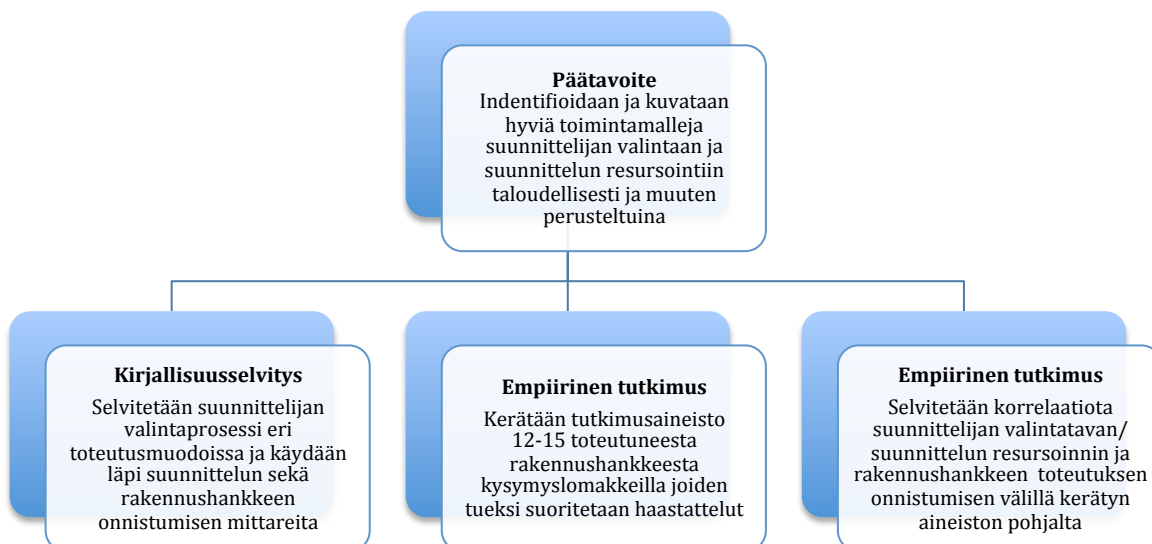 Päätavoite
Indentifioidaan ja kuvataan
hyviä toimintamalleja
suunnittelijan valintaan ja
suunnittelun resursointiin
taloudellisesti ja muuten
perusteltuina
Kirjallisuusselvitys
Selvitetään suunnittelijan
valintaprosessi eri
toteutusmuodoissa ja käydään
läpi suunnittelun sekä
rakennushankkeen
onnistumisen mittareita
Empiirinen tutkimus
Kerätään tutkimusaineisto
12-15 toteutuneesta
rakennushankkeesta
kysymyslomakkeilla joiden
tueksi suoritetaan haastattelut
Empiirinen tutkimus
Selvitetään korrelaatiota
suunnittelijan valintatavan/
suunnittelun resursoinnin ja
rakennushankkeen toteutuksen
onnistumisen välillä kerätyn
aineiston pohjalta